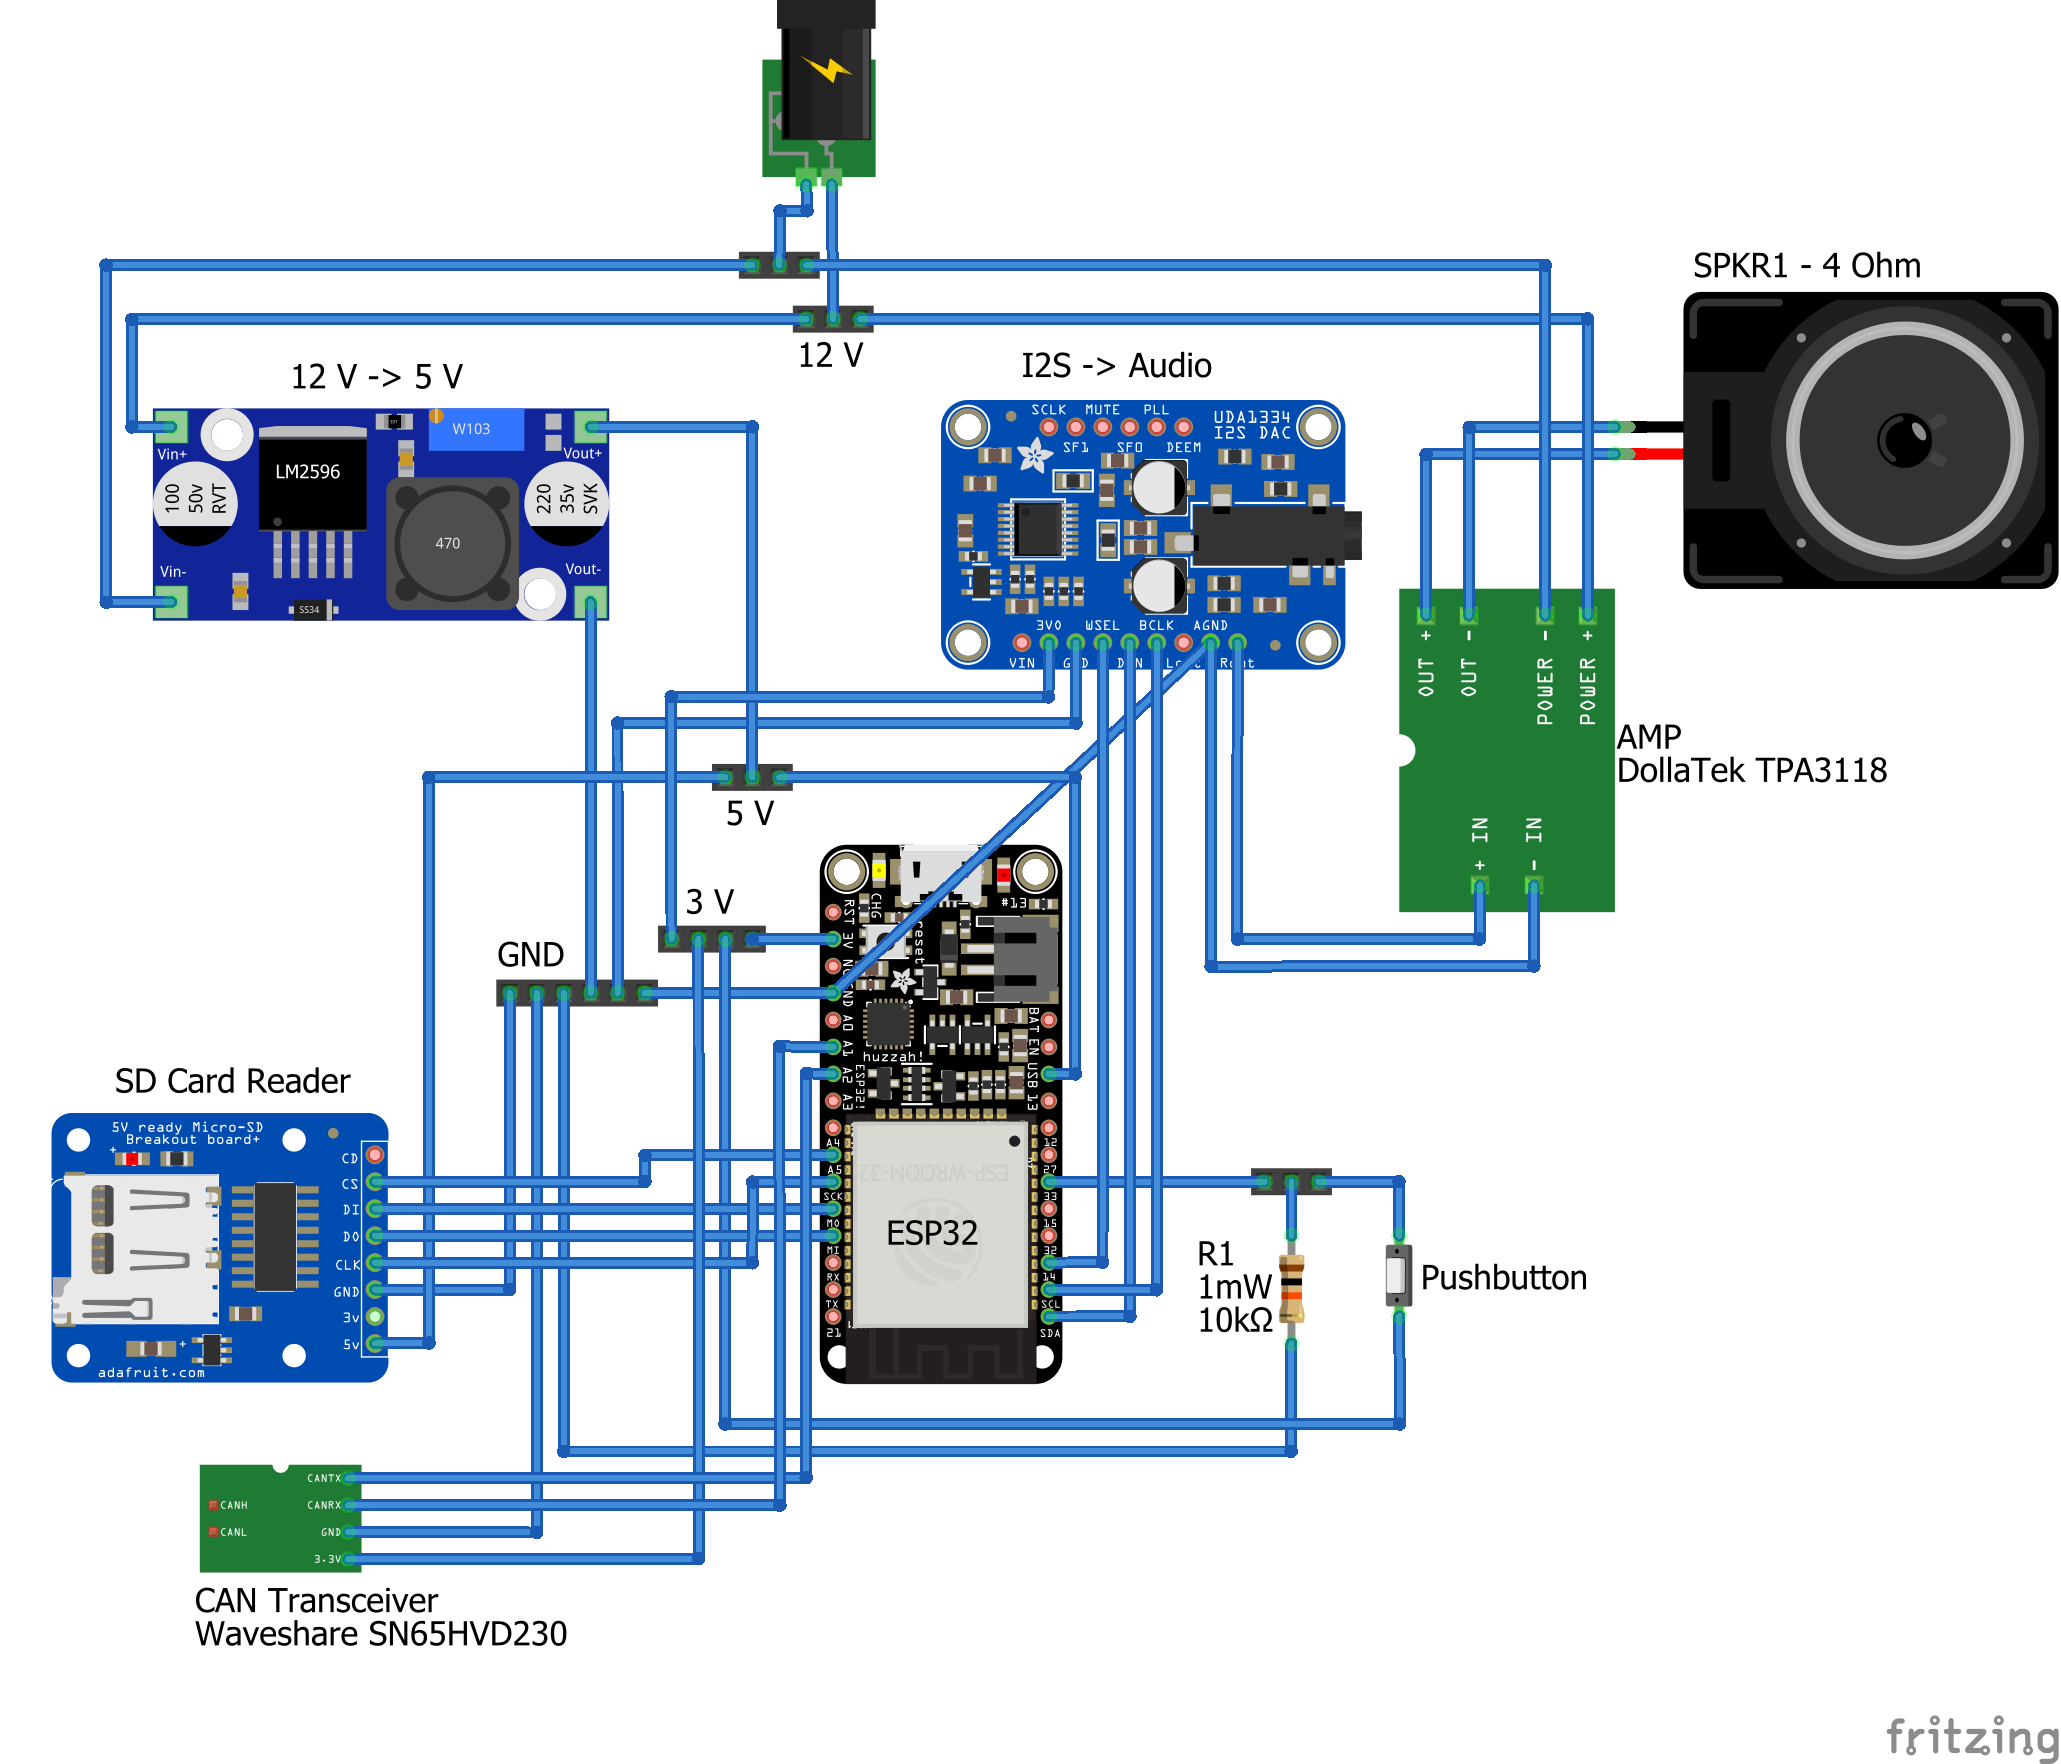 SPKR1 - 4 Ohm
12 V
12 V -> 5 V
I2S -> Audio
W103
Vin+
Vout+
LM2596
100
50v
RVT
220
35v
SVK
470
Vin-
Vout-
SS34
SCLK MUTE PLL
UDA1334
I2S DAC
SF1 SF0 DEEM
3V0 WSEL BCLK AGND
VIN
Rout
OUT +
OUT -
POWER -
POWER +
AMP
DollaTek TPA3118
+ IN
- IN
5 V
3 V
GND
RST
3V
A0
A1
A2
A3
A4
A5
SCK
MO
MI
RX
TX
21
CHG
reset
#13
huzzah!
ESP32!
BAT
EN
USB
13
12
27
33
15
32
14
SCL
SDA
ESP-WROOM-32
ESP32
SD Card Reader
5V ready Micro-SD
Breakout board+
CD
CS
DI
DO
CLK
GND
3v
5v
adafruit.com
R1
1mW
10kΩ
Pushbutton
CANTX
CANH
CANRX
CANL
GND
3.3V
CAN Transceiver
Waveshare SN65HVD230
fritzing